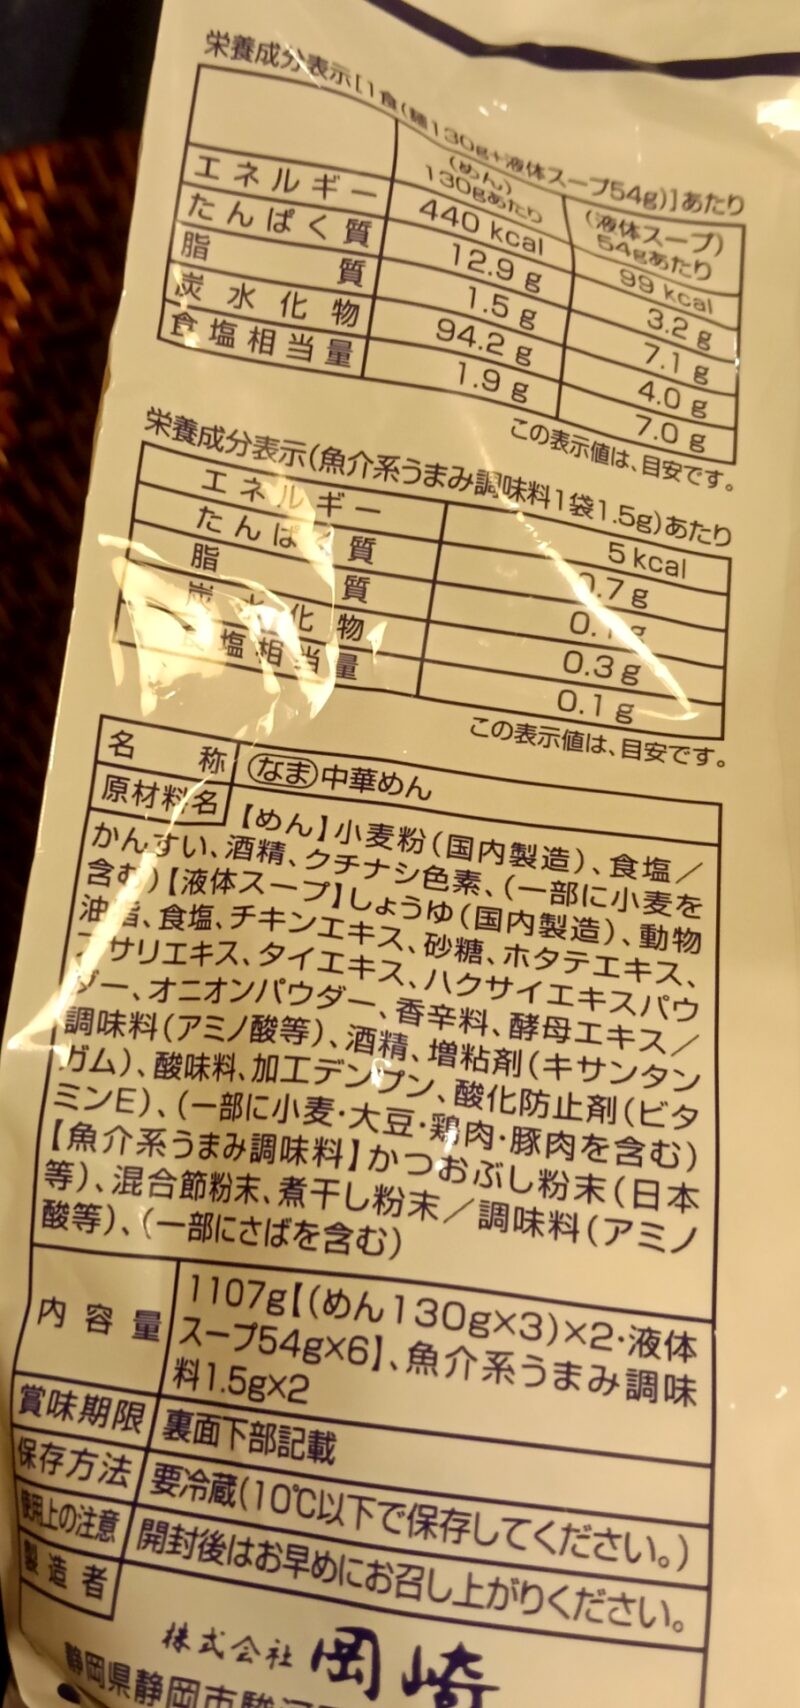 栄養成分表示[1食(麺130g+液体スープ54g)]あたり
(めん) 130gあたり (液体スープ) 54gあたり
エネルギー 440 kcal 99 kcal
たんぱく質 12.9 g 3.2 g
脂質 1.5 g 7.1 g
炭水化物 94.2 g 4.0 g
食塩相当量 1.9 g 7.0 g
この表示値は、目安です。
栄養成分表示(魚介系うまみ調味料1袋1.5g)あたり
エネルギー 5 kcal
たんぱく質 0.7 g
脂質 0.1 g
炭水化物 0.3 g
食塩相当量 0.1 g
この表示値は、目安です。
名称 (なま)中華めん
原材料名 【めん】小麦粉(国内製造)、食塩/
かんすい、酒精、クチナシ色素、(一部に小麦を
含む)【液体スープ】しょうゆ(国内製造)、動物
油脂、食塩、チキンエキス、砂糖、ホタテエキス、
アサリエキス、タイエキス、ハクサイエキスパウ
ダー、オニオンパウダー、香辛料、酵母エキス/
調味料(アミノ酸等)、酒精、増粘剤(キサンタン
ガム)、酸味料、加工デンプン、酸化防止剤(ビタ
ミンE)、(一部に小麦・大豆・鶏肉・豚肉を含む)
【魚介系うまみ調味料】かつおぶし粉末(日本
等)、混合節粉末、煮干し粉末/調味料(アミノ
酸等)、(一部にさばを含む)
内容量 1107g【(めん130g×3)×2・液体
スープ54g×6】、魚介系うまみ調味
料1.5g×2
賞味期限 裏面下部記載
保存方法 要冷蔵(10℃以下で保存してください。)
使用上の注意 開封後はお早めにお召し上がりください。
製造者
株式会社 岡崎
静岡県静岡市駿河